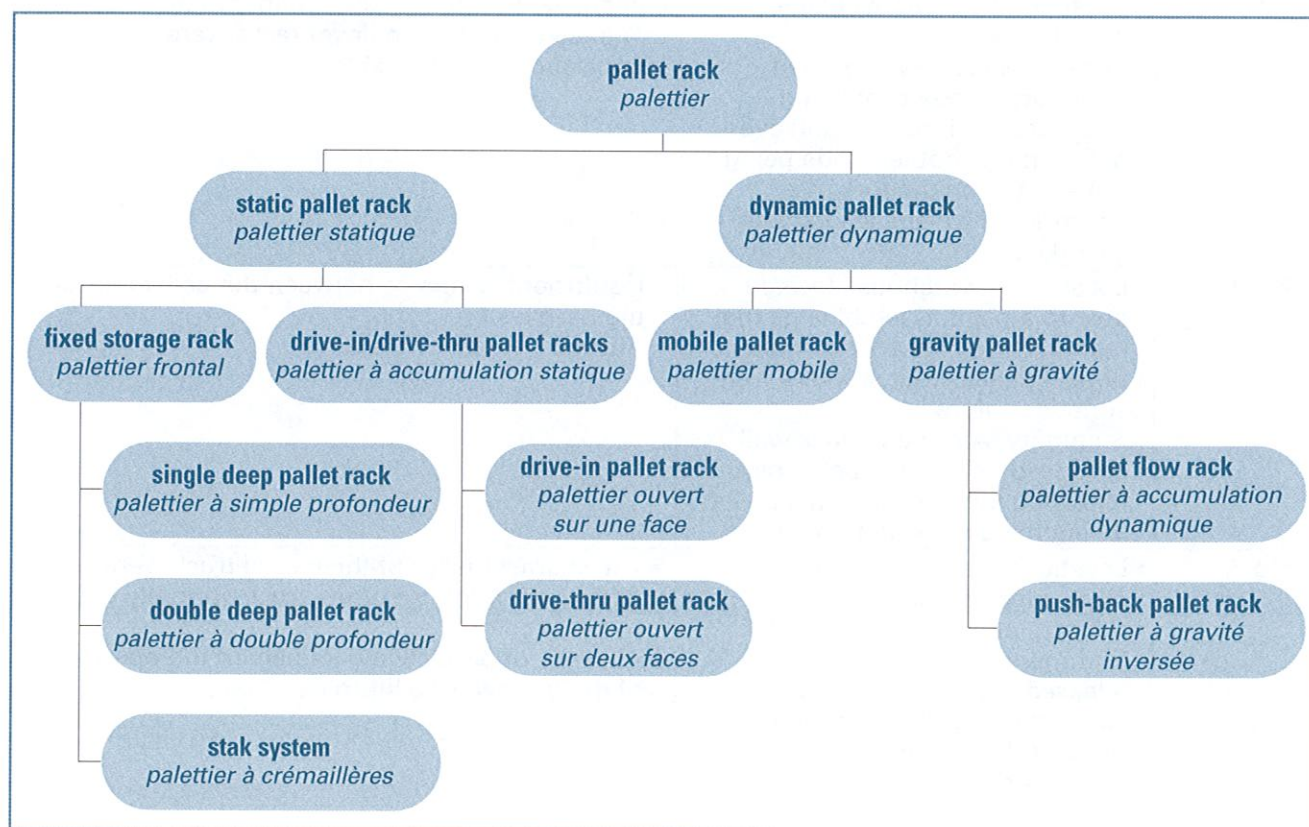 pallet rack
palettier
static pallet rack
palettier statique
dynamic pallet rack
palettier dynamique
fixed storage rack
palettier frontal
drive-in/drive-thru pallet racks
palettier à accumulation statique
mobile pallet rack
palettier mobile
gravity pallet rack
palettier à gravité
single deep pallet rack
palettier à simple profondeur
double deep pallet rack
palettier à double profondeur
stak system
palettier à crémaillères
drive-in pallet rack
palettier ouvert
sur une face
drive-thru pallet rack
palettier ouvert
sur deux faces
pallet flow rack
palettier à accumulation
dynamique
push-back pallet rack
palettier à gravité
inversée